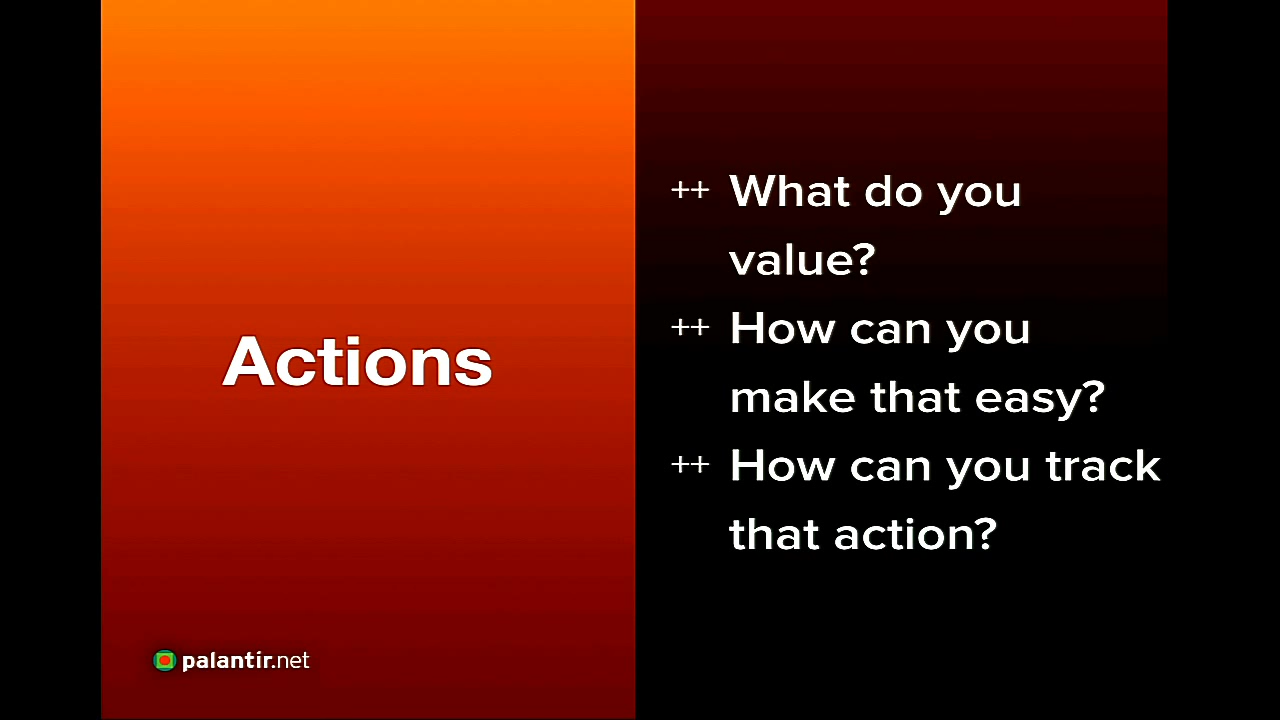 Actions
++ What do you
value?
++ How can you
make that easy?
++ How can you track
that action?
palantir.net